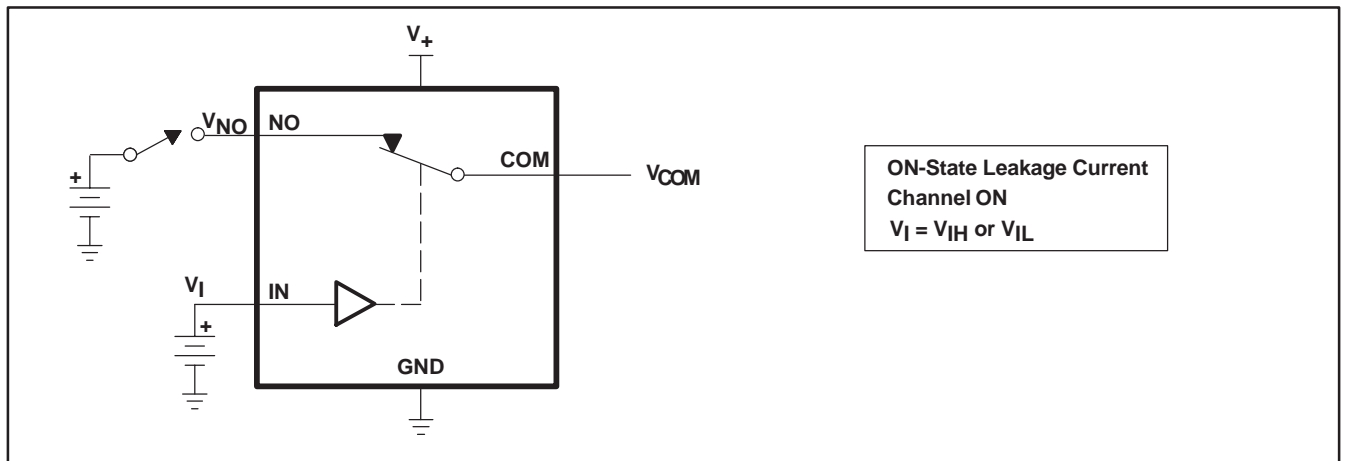 V+
VNO
NO
+
COM
VCOM
VI
IN
+
GND
ON-State Leakage Current
Channel ON
VI = VIH or VIL